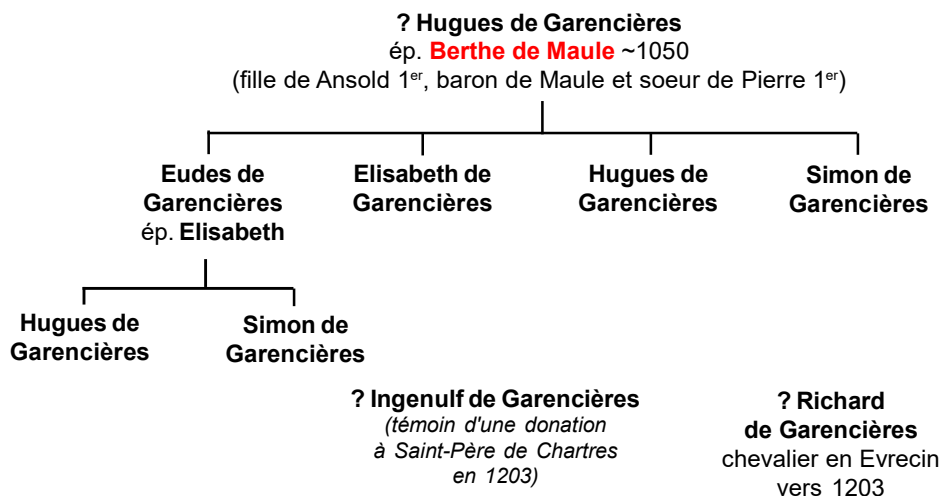 ? Hugues de Garencières
ép. Berthe de Maule ~1050
(fille de Ansold 1er, baron de Maule et soeur de Pierre 1er)
Eudes de
Garencières
ép. Elisabeth
Elisabeth de
Garencières
Hugues de
Garencières
Simon de
Garencières
Hugues de
Garencières
Simon de
Garencières
? Ingenulf de Garencières
(témoin d'une donation
à Saint-Père de Chartres
en 1203)
? Richard
de Garencières
chevalier en Evrecin
vers 1203